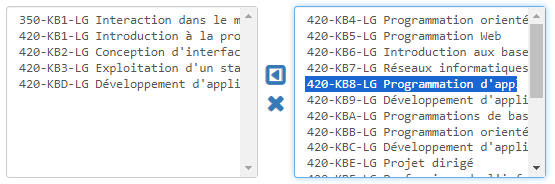 350-KB1-LG Interaction dans le m
420-KB1-LG Introduction à la pro
420-KB2-LG Conception d'interfac
420-KB3-LG Exploitation d'un sta
420-KBD-LG Développement d'appli
420-KB4-LG Programmation orienté
420-KB5-LG Programmation Web
420-KB6-LG Introduction aux base
420-KB7-LG Réseaux informatiques
420-KB8-LG Programmation d'appl
420-KB9-LG Développement d'appli
420-KBA-LG Programmations de bas
420-KBB-LG Programmation orienté
420-KBC-LG Développement d'appli
420-KBE-LG Projet dirigé